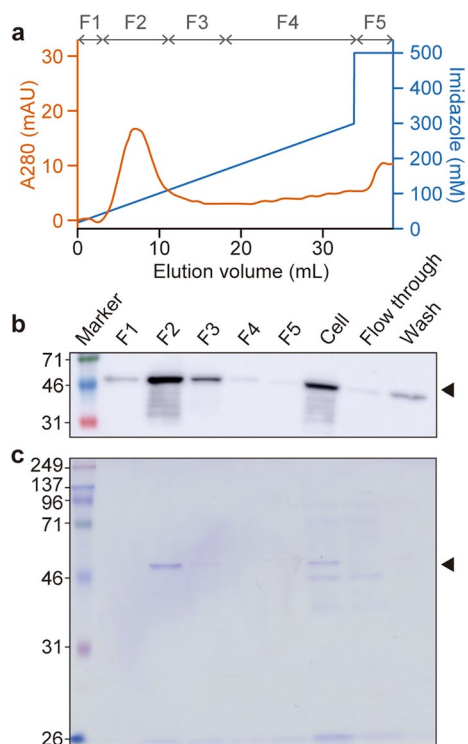 a
F1 F2 F3 F4 F5
30
20
10
0
A280 (mAU)
500
400
300
200
100
0
Imidazole (mM)
0 10 20 30
Elution volume (mL)
b
Marker F1 F2 F3 F4 F5 Cell Flow through Wash
71
46
31
c
249
137
96
71
46
31
26